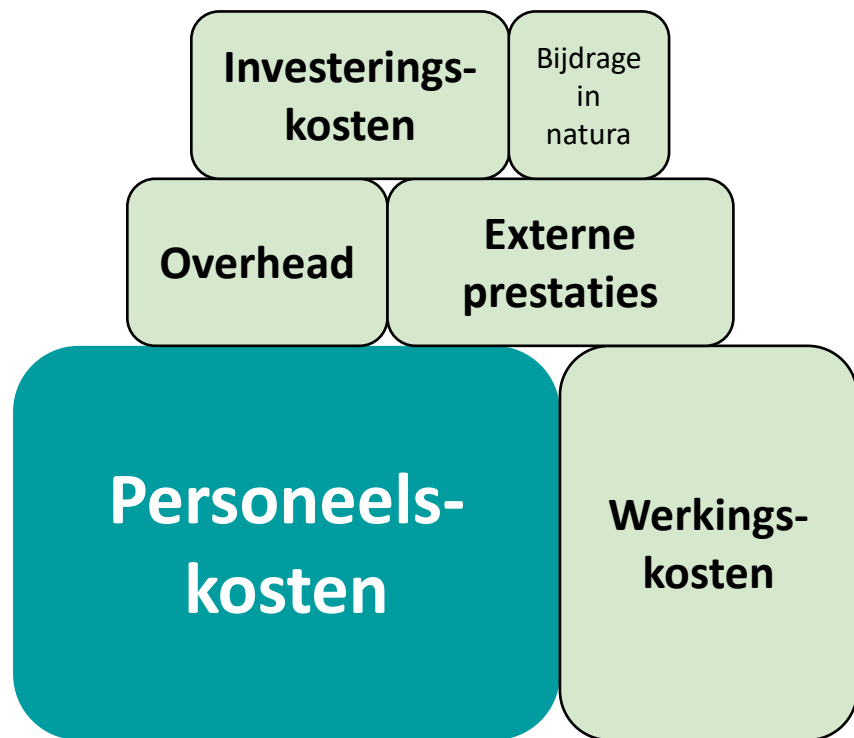 Investerings-
kosten
Bijdrage
in
natura
Overhead
Externe
prestaties
Personeels-
kosten
Werkings-
kosten